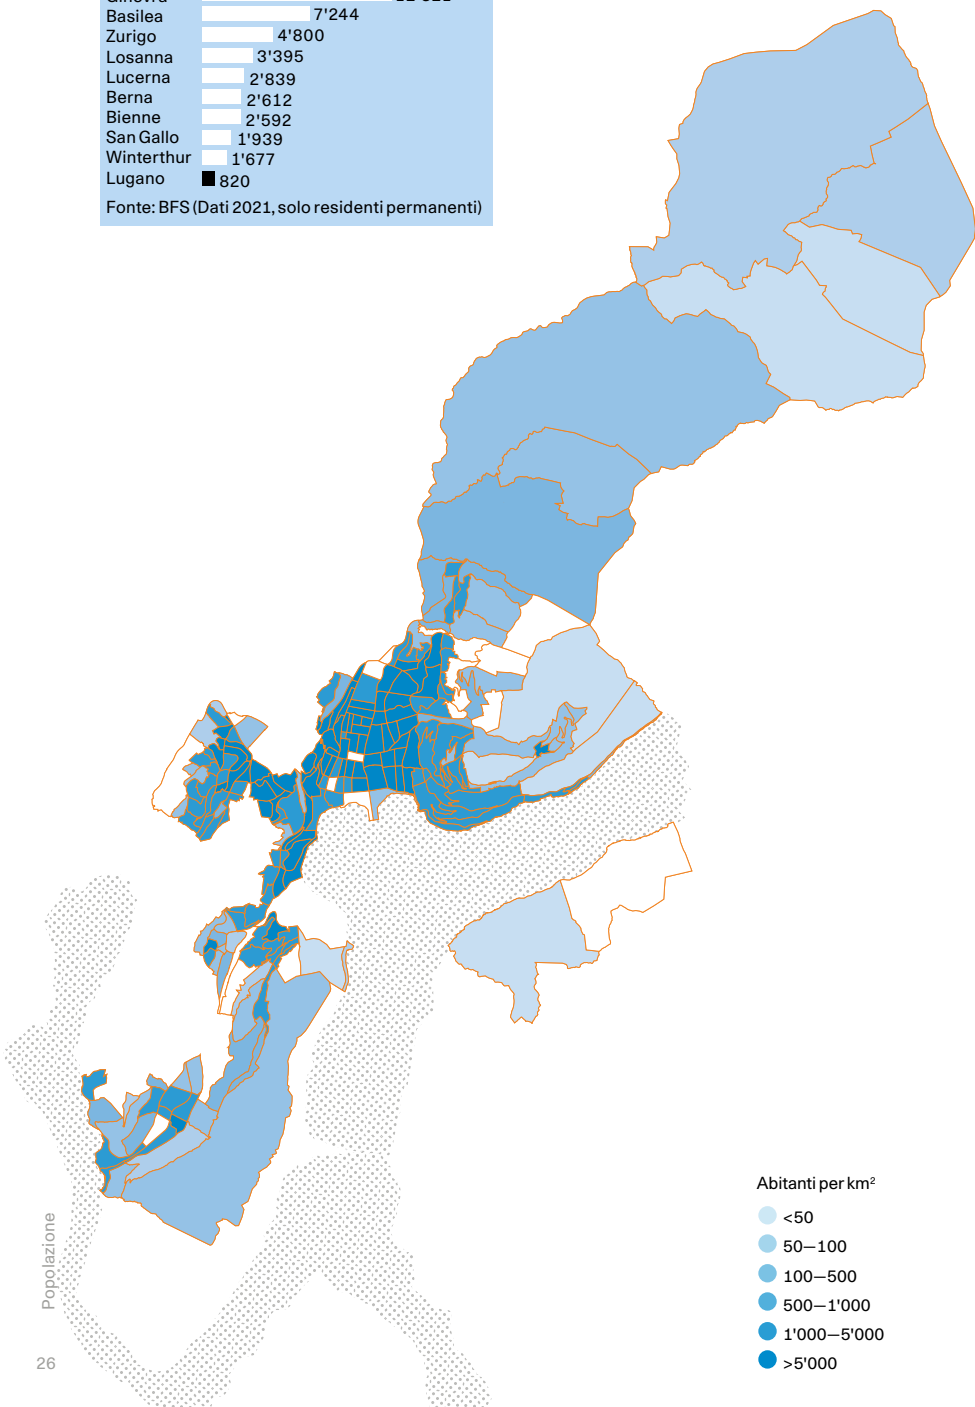 Basilea 7'244
Zurigo 4'800
Losanna 3'395
Lucerna 2'839
Berna 2'612
Bienne 2'592
San Gallo 1'939
Winterthur 1'677
Lugano 820
Fonte: BFS (Dati 2021, solo residenti permanenti)
Abitanti per km²
<50
50—100
100—500
500—1'000
1'000—5'000
>5'000
Popolazione
26